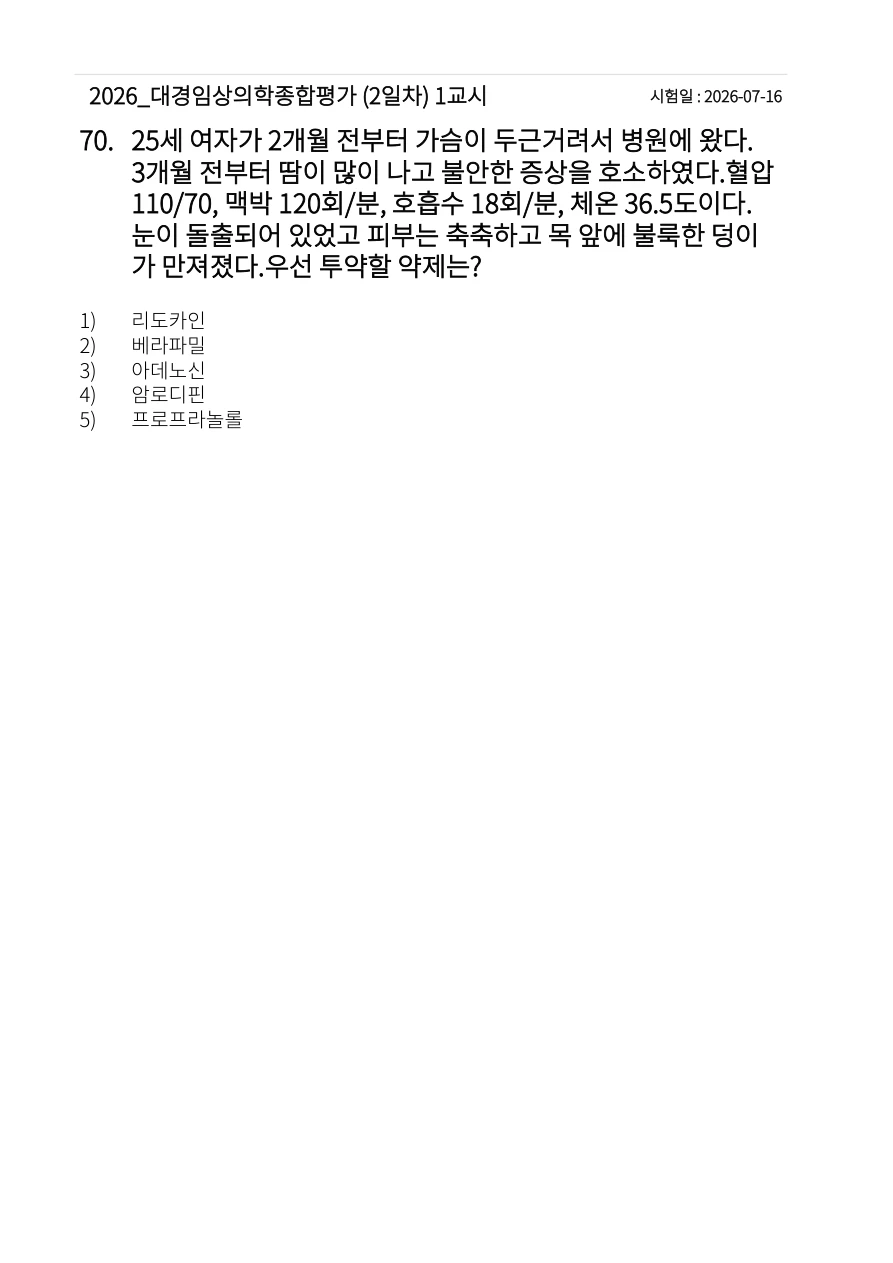 2026_대경임상의학종합평가 (2일차) 1교시 시험일 : 2026-07-16
70. 25세 여자가 2개월 전부터 가슴이 두근거려서 병원에 왔다.
3개월 전부터 땀이 많이 나고 불안한 증상을 호소하였다.혈압
110/70, 맥박 120회/분, 호흡수 18회/분, 체온 36.5도이다.
눈이 돌출되어 있었고 피부는 축축하고 목 앞에 불룩한 덩이
가 만져졌다.우선 투약할 약제는?
1) 리도카인
2) 베라파밀
3) 아데노신
4) 암로디핀
5) 프로프라놀롤